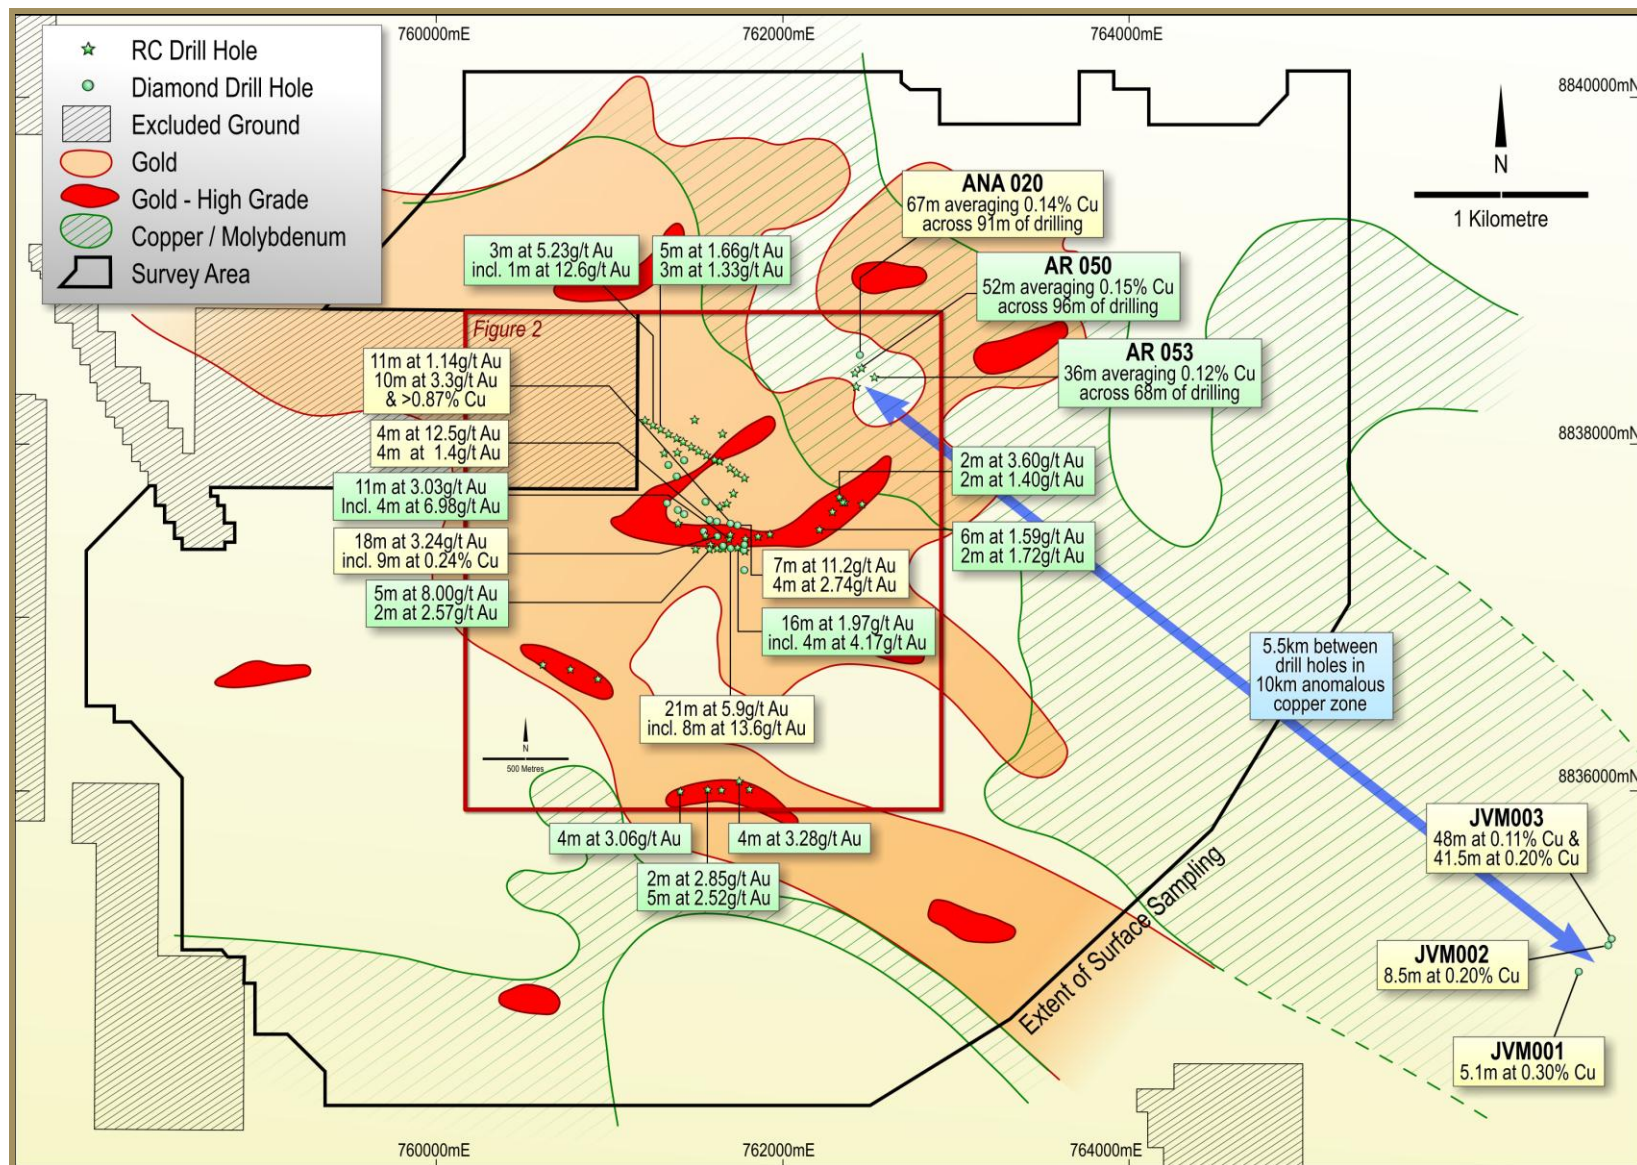 760000mE
762000mE
764000mE
RC Drill Hole
Diamond Drill Hole
Excluded Ground
Gold
Gold - High Grade
Copper / Molybdenum
Survey Area
8840000mN
N
1 Kilometre
ANA 020
67m averaging 0.14% Cu
across 91m of drilling
3m at 5.23g/t Au
incl. 1m at 12.6g/t Au
5m at 1.66g/t Au
3m at 1.33g/t Au
AR 050
52m averaging 0.15% Cu
across 96m of drilling
Figure 2
AR 053
36m averaging 0.12% Cu
across 68m of drilling
11m at 1.14g/t Au
10m at 3.3g/t Au
& >0.87% Cu
4m at 12.5g/t Au
4m at 1.4g/t Au
8838000mN
2m at 3.60g/t Au
2m at 1.40g/t Au
11m at 3.03g/t Au
Incl. 4m at 6.98g/t Au
18m at 3.24g/t Au
incl. 9m at 0.24% Cu
6m at 1.59g/t Au
2m at 1.72g/t Au
7m at 11.2g/t Au
4m at 2.74g/t Au
5m at 8.00g/t Au
2m at 2.57g/t Au
16m at 1.97g/t Au
incl. 4m at 4.17g/t Au
5.5km between
drill holes in
10km anomalous
copper zone
21m at 5.9g/t Au
incl. 8m at 13.6g/t Au
N
500 Metres
8836000mN
4m at 3.06g/t Au
4m at 3.28g/t Au
2m at 2.85g/t Au
5m at 2.52g/t Au
JVM003
48m at 0.11% Cu &
41.5m at 0.20% Cu
Extent of Surface Sampling
JVM002
8.5m at 0.20% Cu
JVM001
5.1m at 0.30% Cu
760000mE
762000mE
764000mE